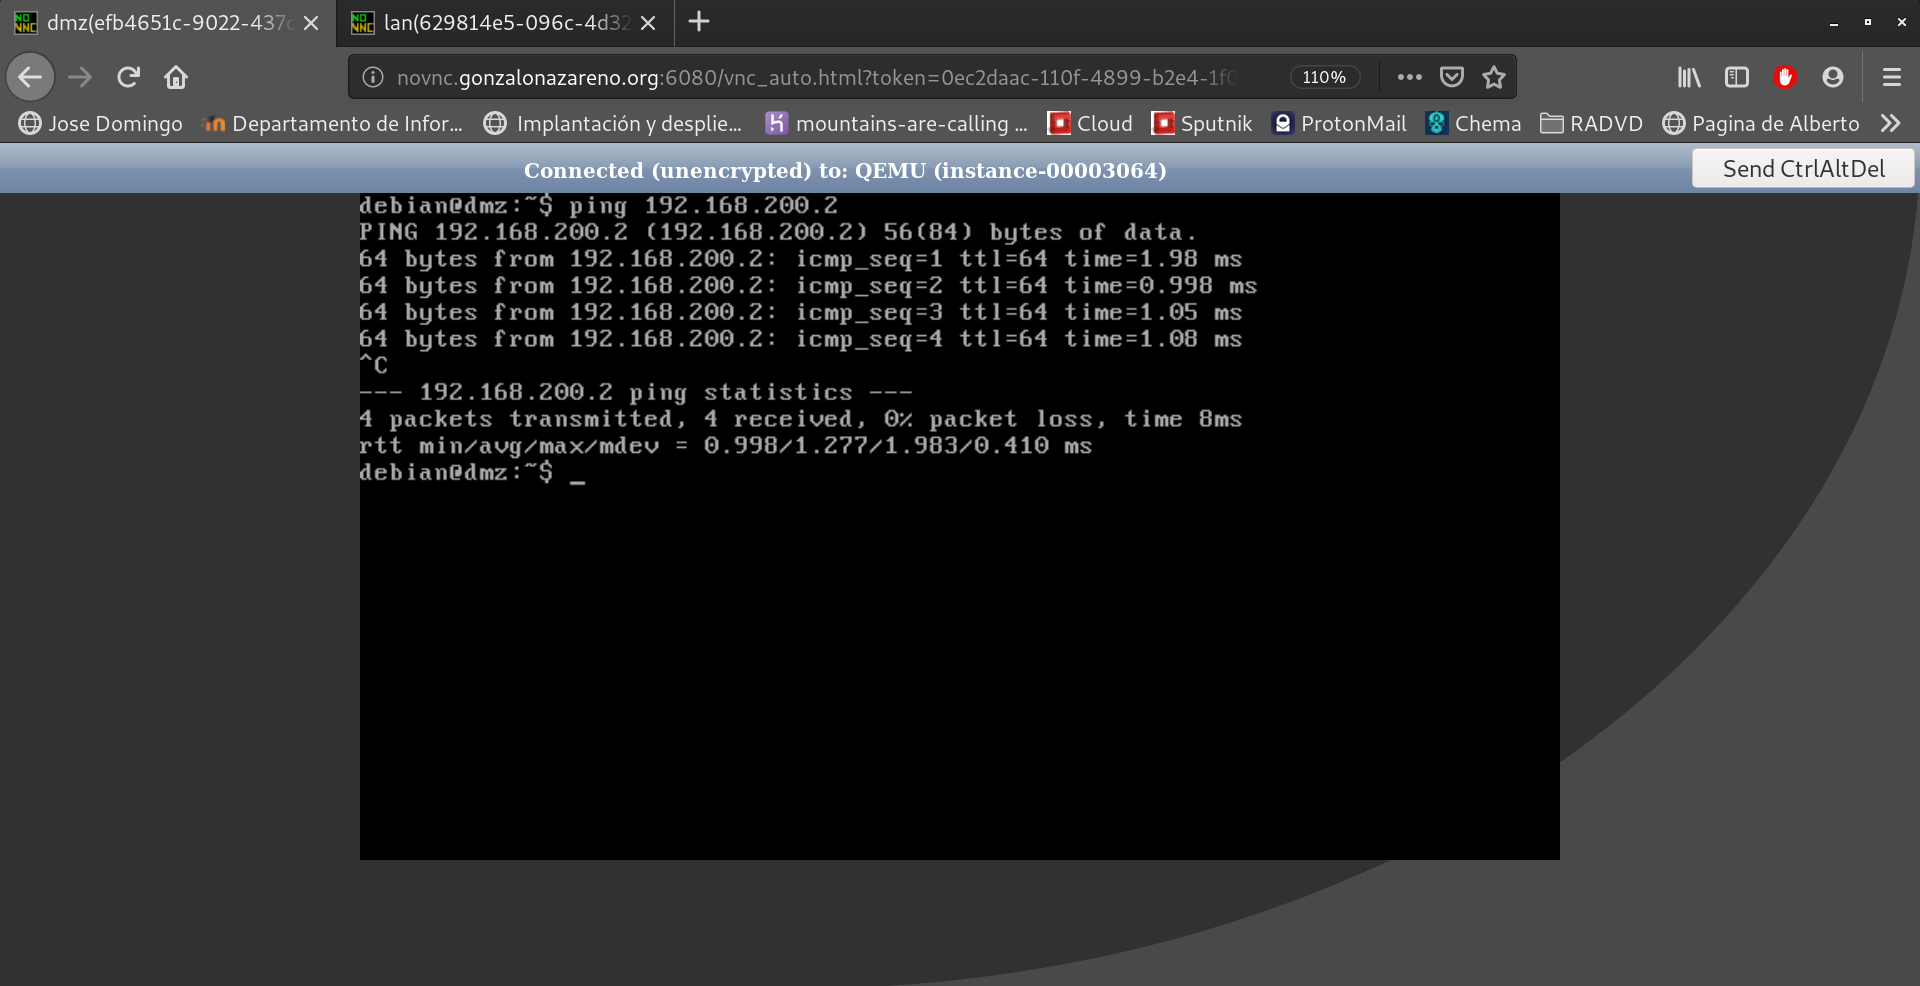 dmz(efb4651c-9022-437
lan(629814e5-096c-4d32
novnc.gonzalonazareno.org:6080/vnc_auto.html?token=0ec2daac-110f-4899-b2e4-1f
110%
Jose Domingo
Departamento de Infor...
Implantación y desplie...
mountains-are-calling ...
Cloud
Sputnik
ProtonMail
Chema
RADVD
Pagina de Alberto
Connected (unencrypted) to: QEMU (instance-00003064)
Send CtrlAltDel
debian@dmz:~$ ping 192.168.200.2
PING 192.168.200.2 (192.168.200.2) 56(84) bytes of data.
64 bytes from 192.168.200.2: icmp_seq=1 ttl=64 time=1.98 ms
64 bytes from 192.168.200.2: icmp_seq=2 ttl=64 time=0.998 ms
64 bytes from 192.168.200.2: icmp_seq=3 ttl=64 time=1.05 ms
64 bytes from 192.168.200.2: icmp_seq=4 ttl=64 time=1.08 ms
^C
--- 192.168.200.2 ping statistics ---
4 packets transmitted, 4 received, 0% packet loss, time 8ms
rtt min/avg/max/mdev = 0.998/1.277/1.983/0.410 ms
debian@dmz:~$ _